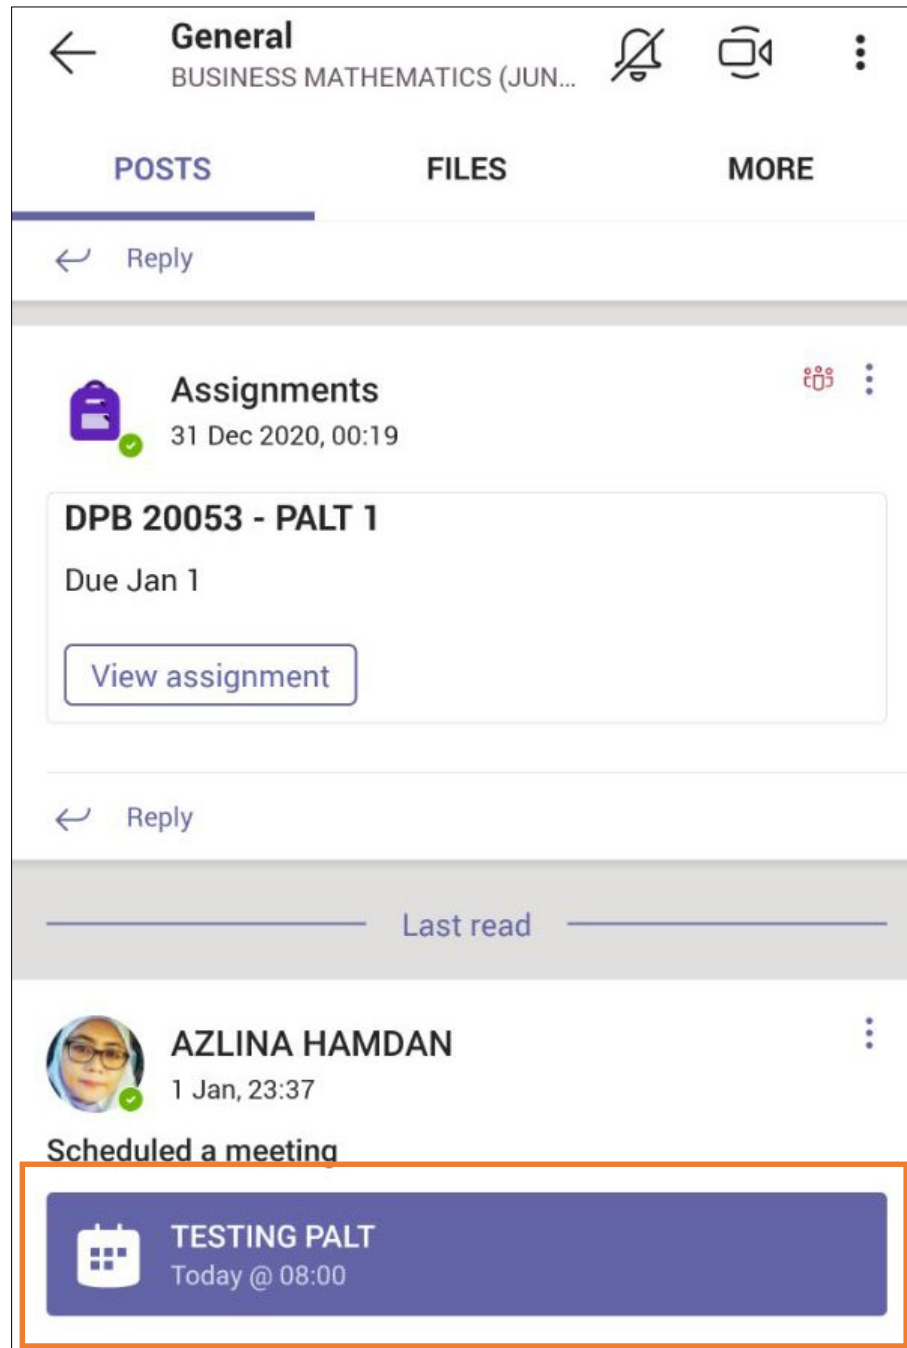 General
BUSINESS MATHEMATICS (JUN...
POSTS FILES MORE
Reply
Assignments
31 Dec 2020, 00:19
DPB 20053 - PALT 1
Due Jan 1
View assignment
Reply
Last read
AZLINA HAMDAN
1 Jan, 23:37
Scheduled a meeting
TESTING PALT
Today @ 08:00